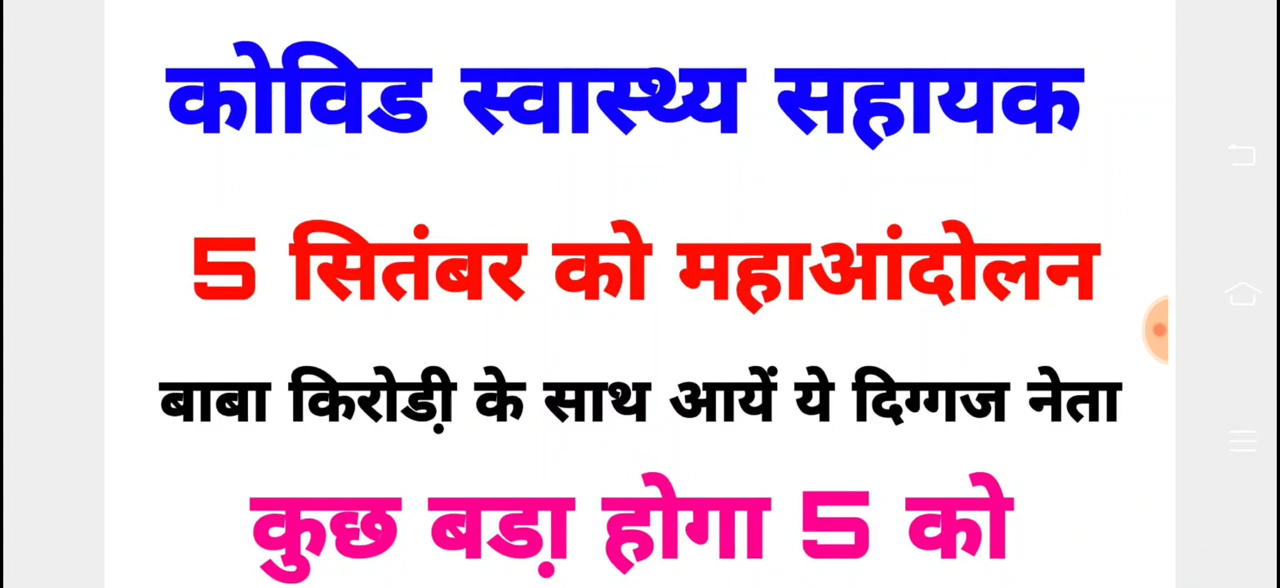 कोविड स्वास्थ्य सहायक
5 सितंबर को महाआंदोलन
बाबा किरोडी़ के साथ आयें ये दिग्गज नेता
कुछ बडा़ होगा 5 को